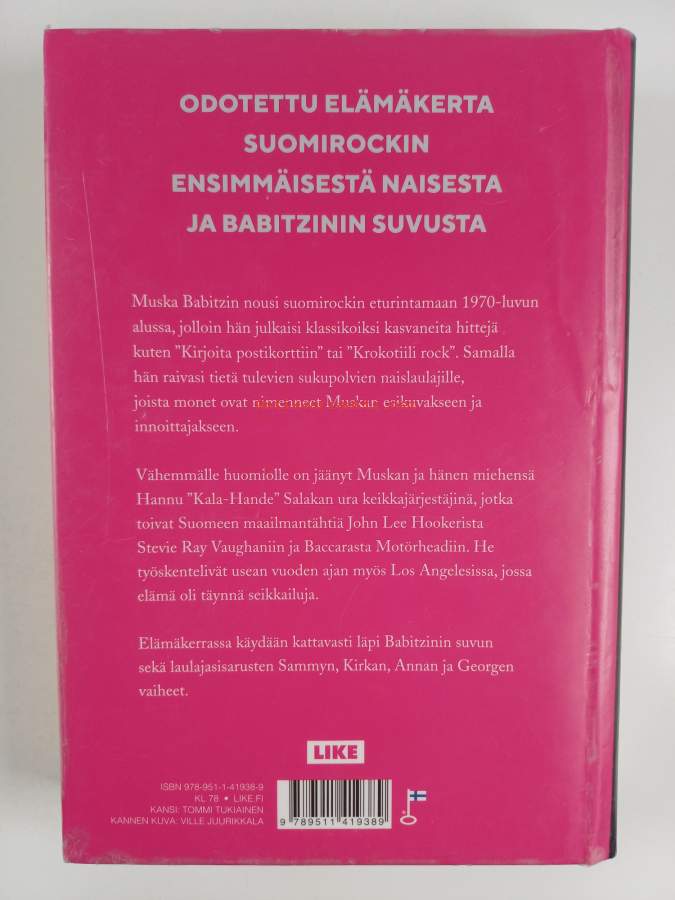 ODOTETTU ELÄMÄKERTA
SUOMIROCKIN
ENSIMMÄISESTÄ NAISESTA
JA BABITZININ SUVUSTA
Muska Babitzin nousi suomirockin eturintamaan 1970-luvun
alussa, jolloin hän julkaisi klassikoiksi kasvaneita hittejä
kuten ”Kirjoita postikorttiin” tai ”Krokotiili rock”. Samalla
hän raivasi tietä tulevien sukupolvien naislaulajille,
joista monet ovat nimenneet Muskan esikuvakseen ja
innoittajakseen.
Vähemmälle huomiolle on jäänyt Muskan ja hänen miehensä
Hannu ”Kala-Hande” Salakan ura keikkajärjestäjinä, jotka
toivat Suomeen maailmantähtiä John Lee Hookerista
Stevie Ray Vaughaniin ja Baccarasta Motörheadiin. He
työskentelivät usean vuoden ajan myös Los Angelesissa, jossa
elämä oli täynnä seikkailuja.
Elämäkerrassa käydään kattavasti läpi Babitzinin suvun
sekä laulajasisarusten Sammyn, Kirkan, Annan ja Georgen
vaiheet.
LIKE
ISBN 978-951-1-41938-9
KL 78 • LIKE.FI
KANSI: TOMMI TUKIAINEN
KANNEN KUVA: VILLE JUURIKKALA
9 789511 419389